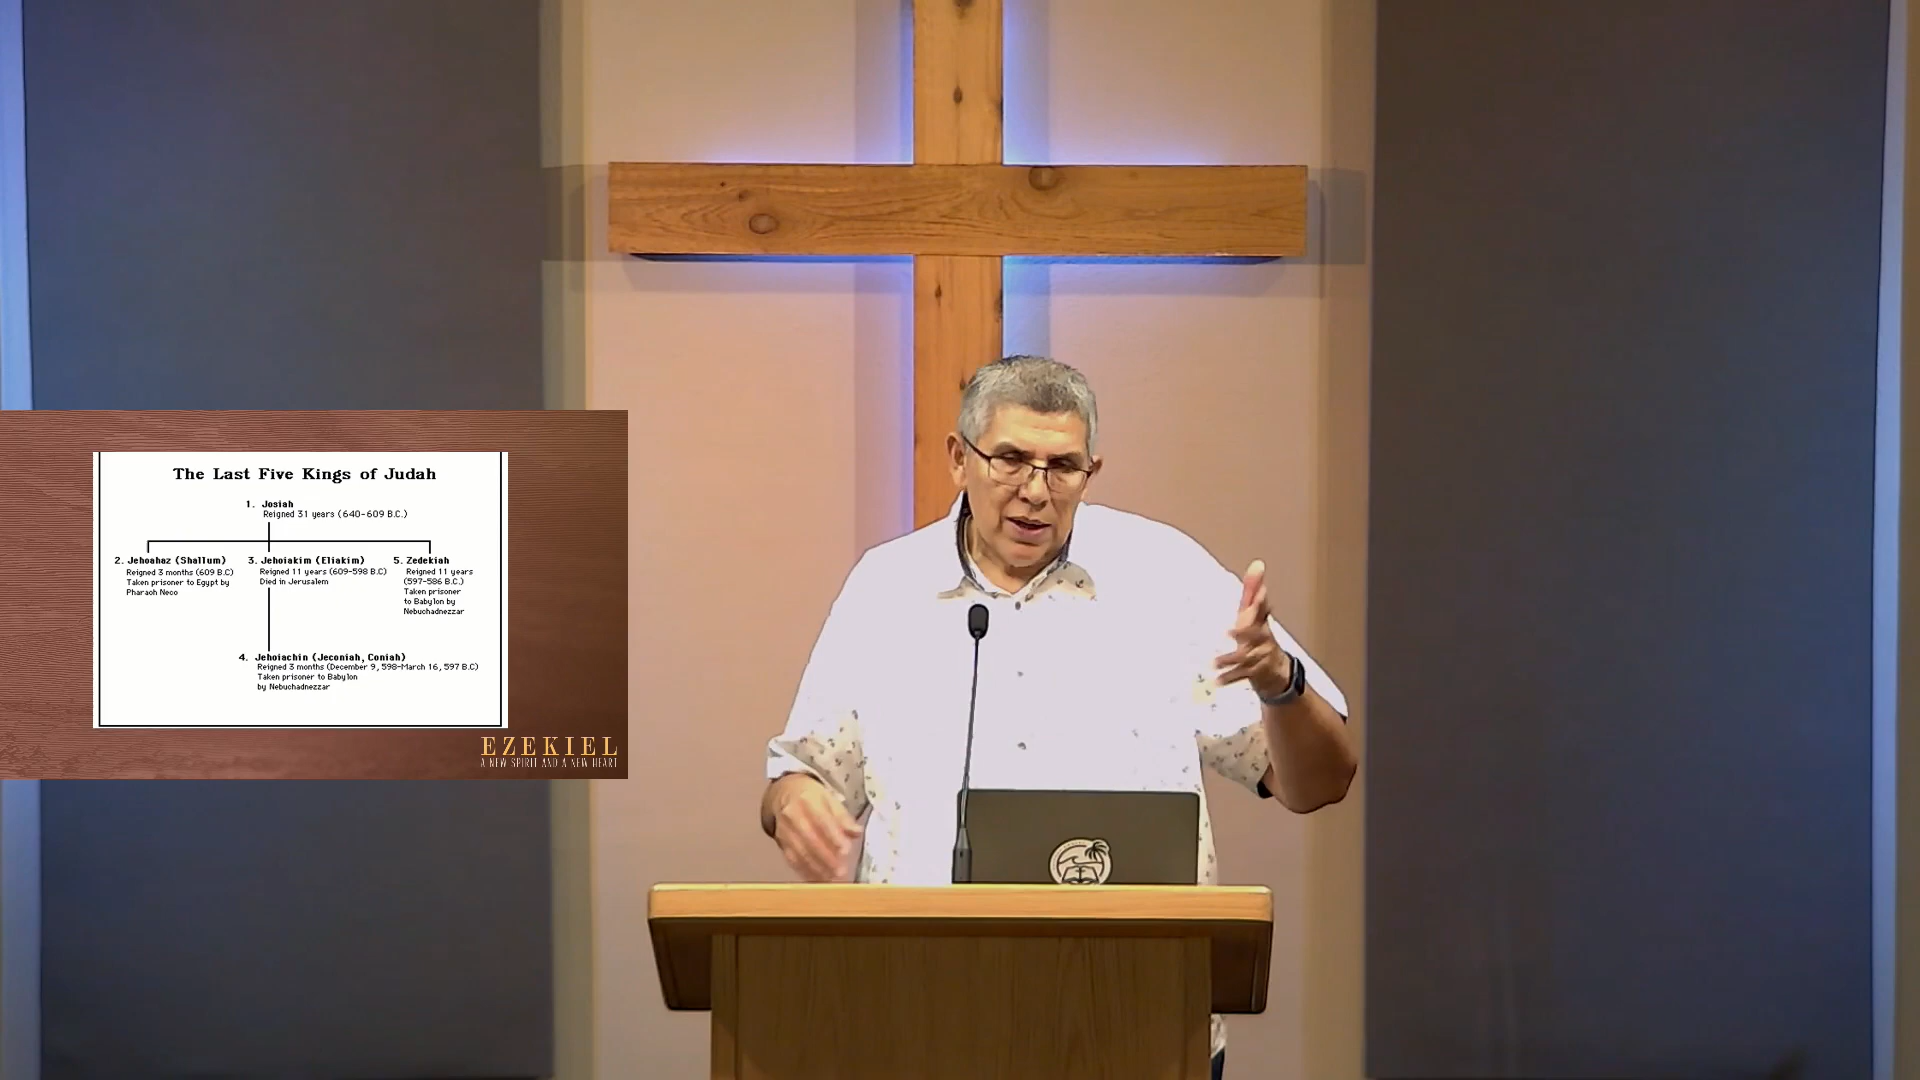 The Last Five Kings of Judah
1. Josiah
Reigned 31 years (640-609 B.C.)
2. Jehoahaz (Shallum)
Reigned 3 months (609 B.C)
Taken prisoner to Egypt by
Pharaoh Neco
3. Jehoiakim (Eliakim)
Reigned 11 years (609-598 B.C)
Died in Jerusalem
5. Zedekiah
Reigned 11 years
(597-586 B.C.)
Taken prisoner
to Babylon by
Nebuchadnezzar
4. Jehoiachin (Jeconiah, Coniah)
Reigned 3 months (December 9, 598-March 16, 597 B.C)
Taken prisoner to Babylon
by Nebuchadnezzar
EZEKIEL
A NEW SPIRIT AND A NEW HEART